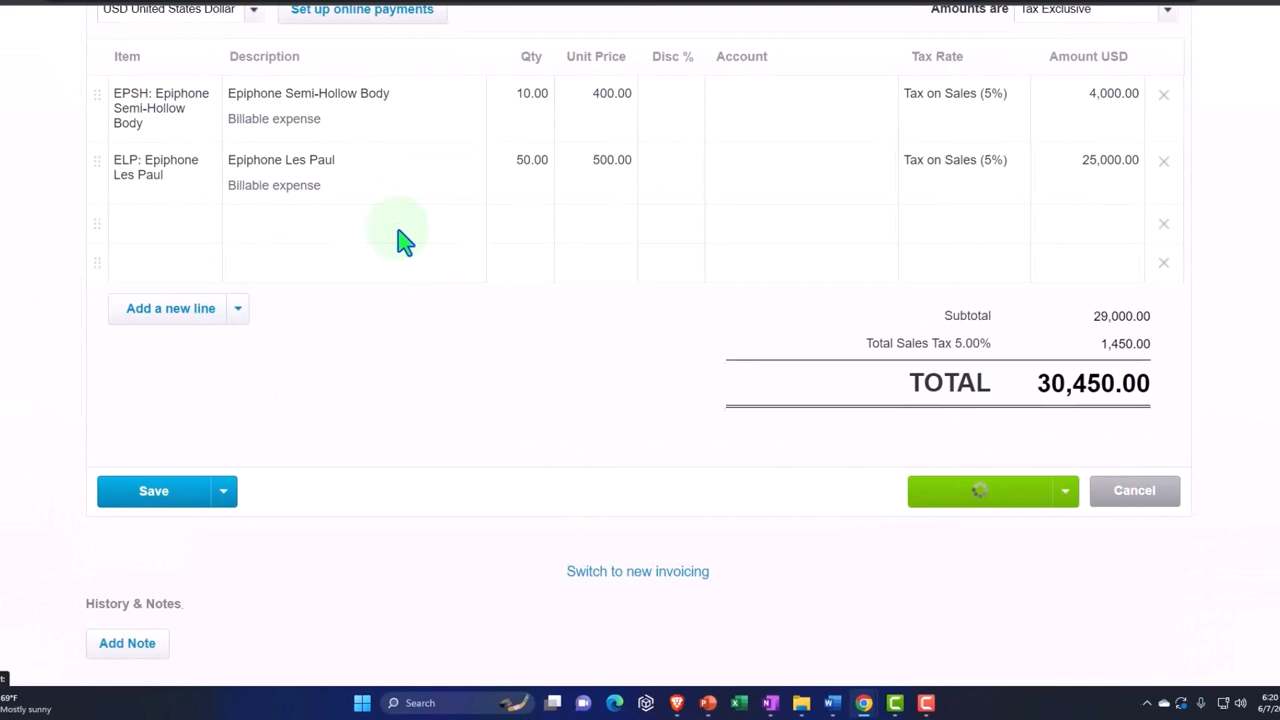 USD United States Dollar Set up online payments Amounts are Tax Exclusive
Item Description Qty Unit Price Disc % Account Tax Rate Amount USD
EPSH: Epiphone Semi-Hollow Body Epiphone Semi-Hollow Body 10.00 400.00 Tax on Sales (5%) 4,000.00
Billable expense
ELP: Epiphone Les Paul Epiphone Les Paul 50.00 500.00 Tax on Sales (5%) 25,000.00
Billable expense
Add a new line
Subtotal 29,000.00
Total Sales Tax 5.00% 1,450.00
TOTAL 30,450.00
Save Cancel
Switch to new invoicing
History & Notes
Add Note
69°F
Mostly sunny
Search
6:20